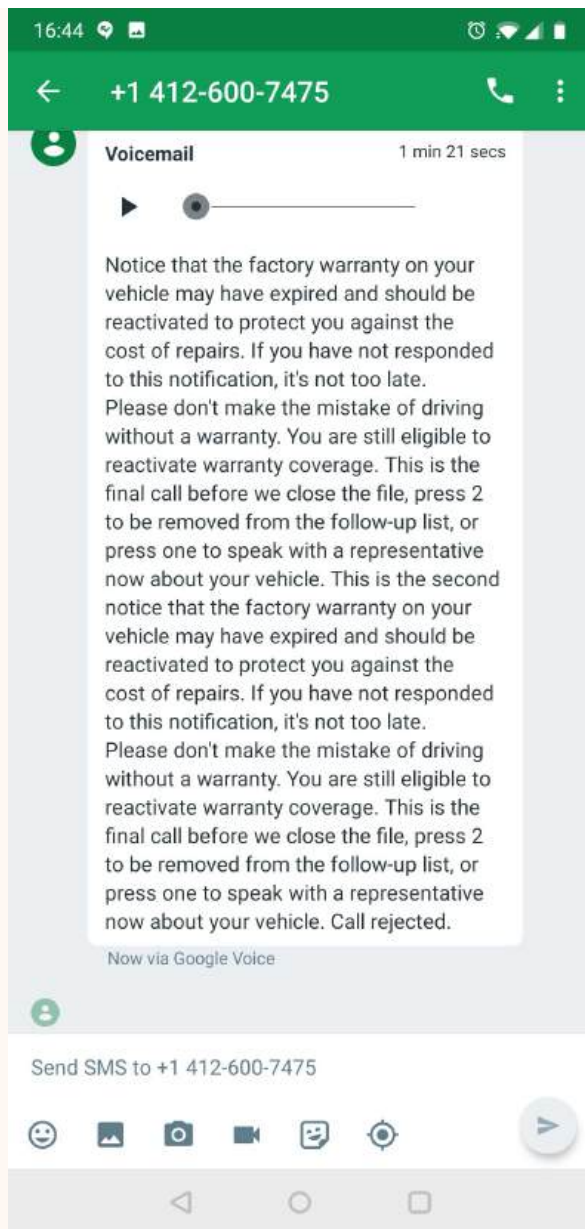 16:44
+1 412-600-7475
Voicemail 1 min 21 secs
Notice that the factory warranty on your
vehicle may have expired and should be
reactivated to protect you against the
cost of repairs. If you have not responded
to this notification, it's not too late.
Please don't make the mistake of driving
without a warranty. You are still eligible to
reactivate warranty coverage. This is the
final call before we close the file, press 2
to be removed from the follow-up list, or
press one to speak with a representative
now about your vehicle. This is the second
notice that the factory warranty on your
vehicle may have expired and should be
reactivated to protect you against the
cost of repairs. If you have not responded
to this notification, it's not too late.
Please don't make the mistake of driving
without a warranty. You are still eligible to
reactivate warranty coverage. This is the
final call before we close the file, press 2
to be removed from the follow-up list, or
press one to speak with a representative
now about your vehicle. Call rejected.
Now via Google Voice
Send SMS to +1 412-600-7475